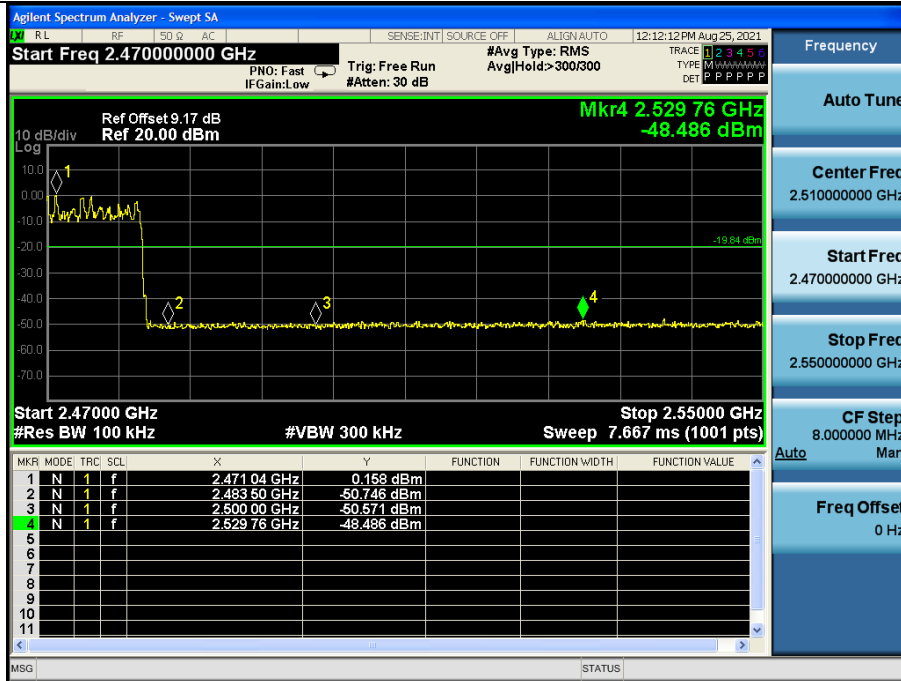 Agilent Spectrum Analyzer - Swept SA
LXI RL RF 50 Ω AC SENSE:INT SOURCE OFF ALIGN AUTO 12:12:12 PM Aug 25, 2021
Start Freq 2.470000000 GHz
PNO: Fast
IFGain:Low
Trig: Free Run
#Atten: 30 dB
#Avg Type: RMS
Avg|Hold:>300/300
TRACE 1 2 3 4 5 6
TYPE MWWWWW
DET P P P P P P
Mkr4 2.529 76 GHz
-48.486 dBm
Ref Offset 9.17 dB
10 dB/div Ref 20.00 dBm
Log
10.0
0.00
-10.0
-20.0
-30.0
-40.0
-50.0
-60.0
-70.0
1
2
3
4
-19.84 dBm
Start 2.47000 GHz Stop 2.55000 GHz
#Res BW 100 kHz #VBW 300 kHz Sweep 7.667 ms (1001 pts)
MKR MODE TRC SCL X Y FUNCTION FUNCTION WIDTH FUNCTION VALUE
1 N 1 f 2.471 04 GHz 0.158 dBm
2 N 1 f 2.483 50 GHz -50.746 dBm
3 N 1 f 2.500 00 GHz -50.571 dBm
4 N 1 f 2.529 76 GHz -48.486 dBm
5
6
7
8
9
10
11
MSG STATUS
Frequency
Auto Tune
Center Freq
2.510000000 GHz
Start Freq
2.470000000 GHz
Stop Freq
2.550000000 GHz
CF Step
8.000000 MHz
Auto Man
Freq Offset
0 Hz